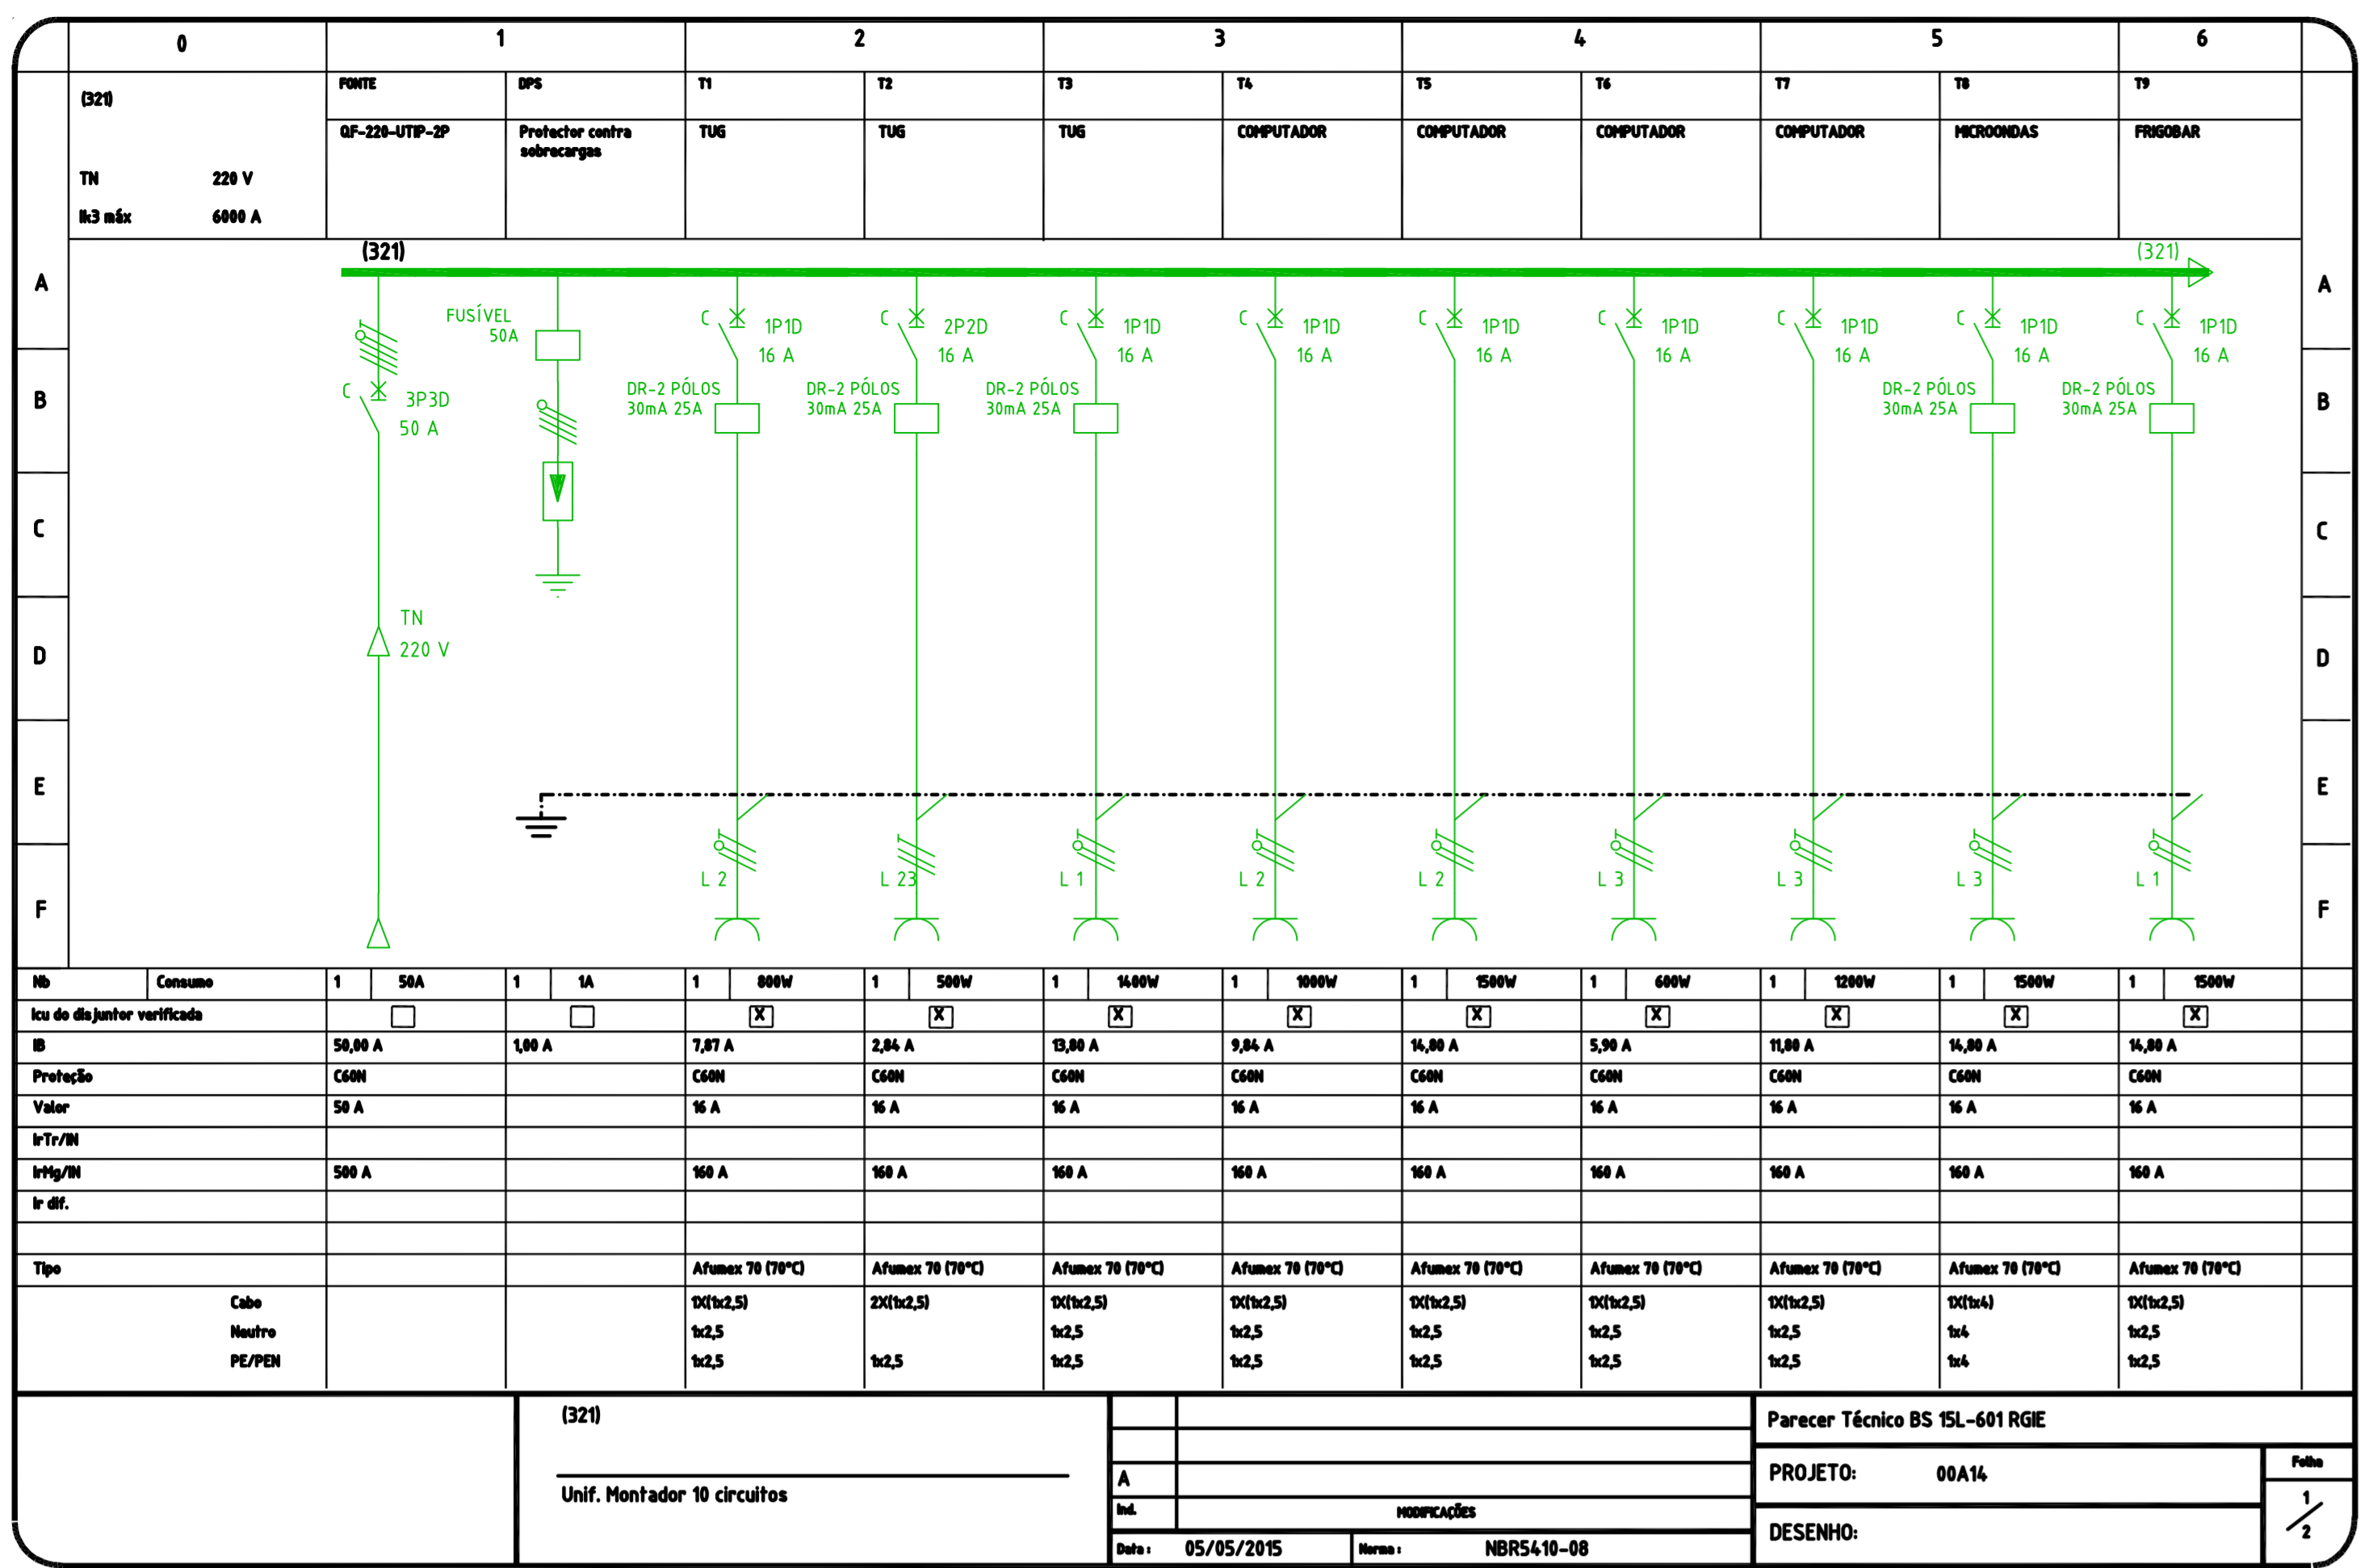 0 1 2 3 4 5 6
(321) FONTE DPS T1 T2 T3 T4 T5 T6 T7 T8 T9
QF-220-UTIP-2P Protector contra TUG TUG TUG COMPUTADOR COMPUTADOR COMPUTADOR COMPUTADOR MICROONDAS FRIGOBAR
sobrecargas
TN 220 V
Ik3 máx 6000 A
(321) (321)
A A
FUSÍVEL
50A
C 1P1D C 2P2D C 1P1D C 1P1D C 1P1D C 1P1D C 1P1D C 1P1D C 1P1D
16 A 16 A 16 A 16 A 16 A 16 A 16 A 16 A 16 A
B C 3P3D DR-2 PÓLOS DR-2 PÓLOS DR-2 PÓLOS DR-2 PÓLOS DR-2 PÓLOS B
50 A 30mA 25A 30mA 25A 30mA 25A 30mA 25A 30mA 25A
C C
TN
220 V
D D
E E
L 2 L 23 L 1 L 2 L 2 L 3 L 3 L 3 L 1
F F
Nb Consumo 1 50A 1 1A 1 800W 1 500W 1 1400W 1 1000W 1 1500W 1 600W 1 1200W 1 1500W 1 1500W
Icu do disjuntor verificada X X X X X X X X X
IB 50,00 A 1,00 A 7,87 A 2,84 A 13,80 A 9,84 A 14,80 A 5,90 A 11,80 A 14,80 A 14,80 A
Proteção C60N C60N C60N C60N C60N C60N C60N C60N C60N C60N
Valor 50 A 16 A 16 A 16 A 16 A 16 A 16 A 16 A 16 A 16 A
IrTr/IN
IrMg/IN 500 A 160 A 160 A 160 A 160 A 160 A 160 A 160 A 160 A 160 A
Ir dif.
Tipo Afumex 70 (70°C) Afumex 70 (70°C) Afumex 70 (70°C) Afumex 70 (70°C) Afumex 70 (70°C) Afumex 70 (70°C) Afumex 70 (70°C) Afumex 70 (70°C) Afumex 70 (70°C)
Cabo 1X(1x2,5) 2X(1x2,5) 1X(1x2,5) 1X(1x2,5) 1X(1x2,5) 1X(1x2,5) 1X(1x2,5) 1X(1x4) 1X(1x2,5)
Neutro 1x2,5 1x2,5 1x2,5 1x2,5 1x2,5 1x2,5 1x4 1x2,5
PE/PEN 1x2,5 1x2,5 1x2,5 1x2,5 1x2,5 1x2,5 1x2,5 1x4 1x2,5
(321)
Unif. Montador 10 circuitos
A
Ind. MODIFICAÇÕES
Data : 05/05/2015 Norma : NBR5410-08
Parecer Técnico BS 15L-601 RGIE
PROJETO: 00A14
DESENHO:
Folha
1/2